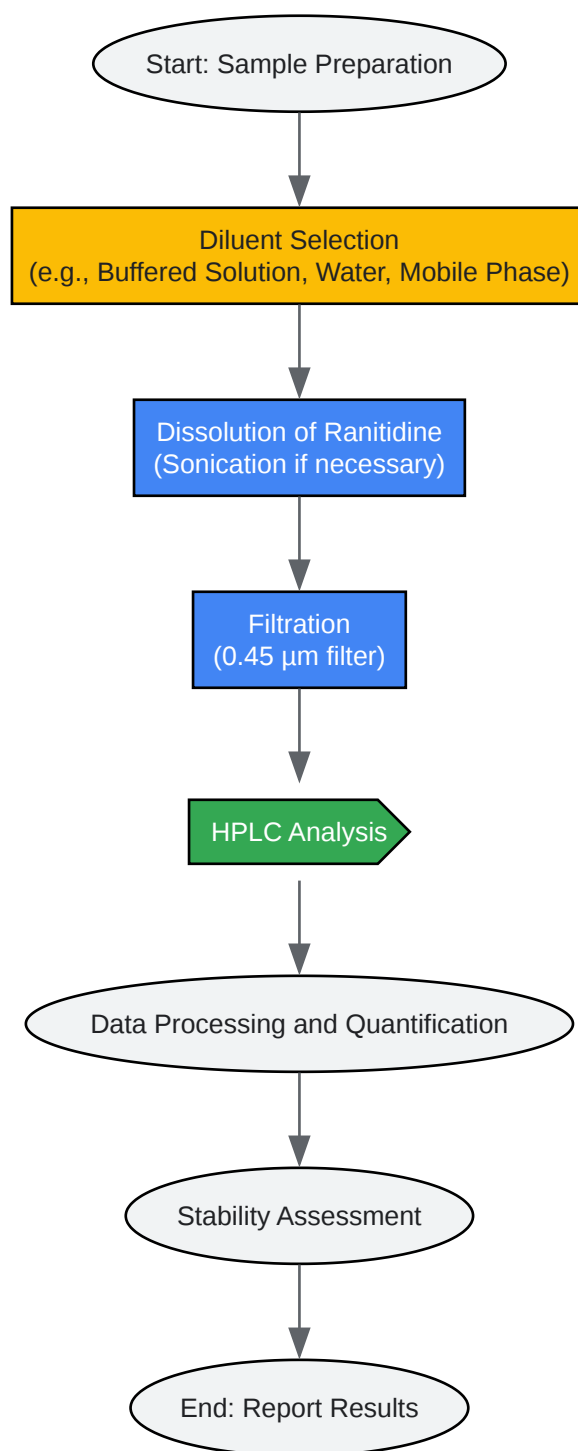 Start: Sample Preparation
Diluent Selection
(e.g., Buffered Solution, Water, Mobile Phase)
Dissolution of Ranitidine
(Sonication if necessary)
Filtration
(0.45 µm filter)
HPLC Analysis
Data Processing and Quantification
Stability Assessment
End: Report Results